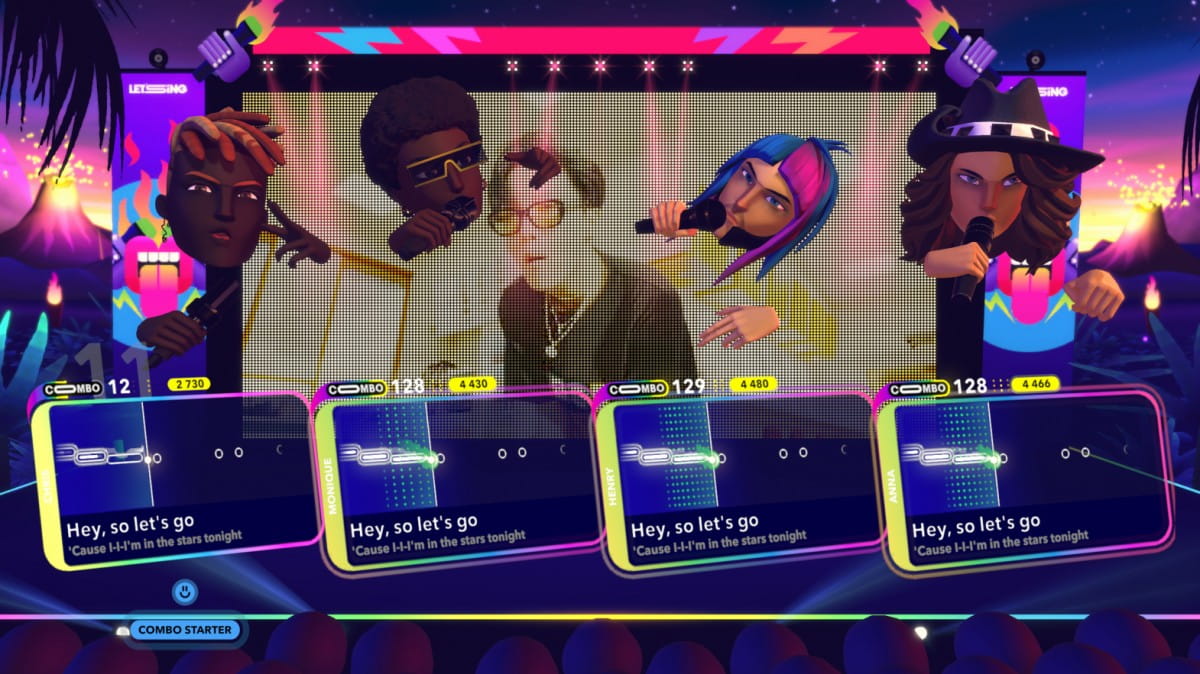 LET'S SING
SING
11
COMBO 12 2 730
COMBO 128 4 430
COMBO 129 4 480
COMBO 128 4 466
CHRIS
Hey, so let's go
'Cause I-I-I'm in the stars tonight
MONIQUE
Hey, so let's go
'Cause I-I-I'm in the stars tonight
HENRY
Hey, so let's go
'Cause I-I-I'm in the stars tonight
ANNA
Hey, so let's go
'Cause I-I-I'm in the stars tonight
COMBO STARTER